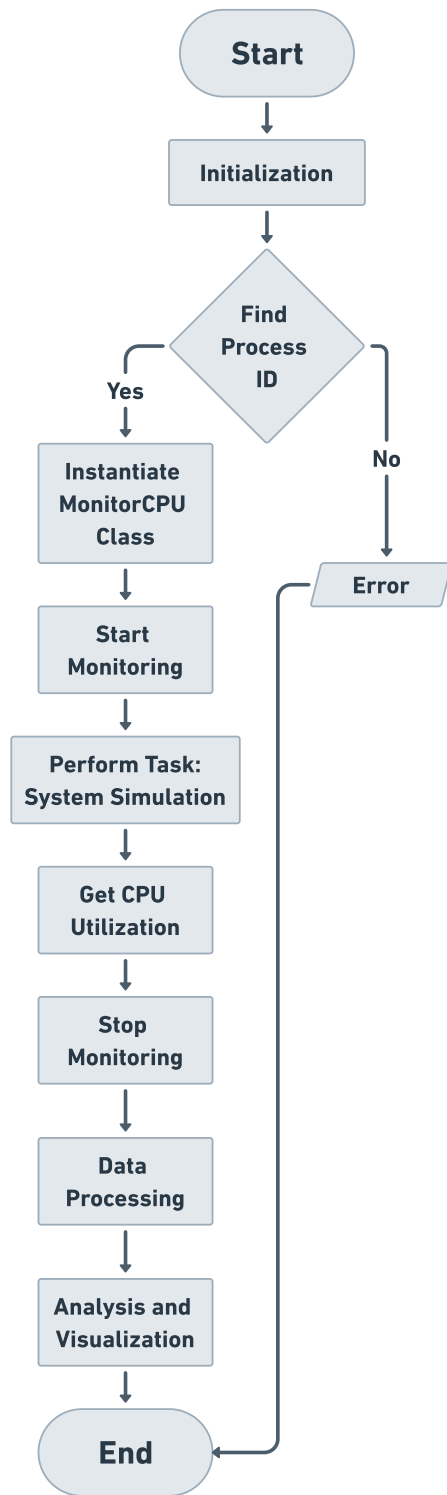 Start
Initialization
Find
Process
ID
Yes
No
Instantiate
MonitorCPU
Class
Error
Start
Monitoring
Perform Task:
System Simulation
Get CPU
Utilization
Stop
Monitoring
Data
Processing
Analysis and
Visualization
End